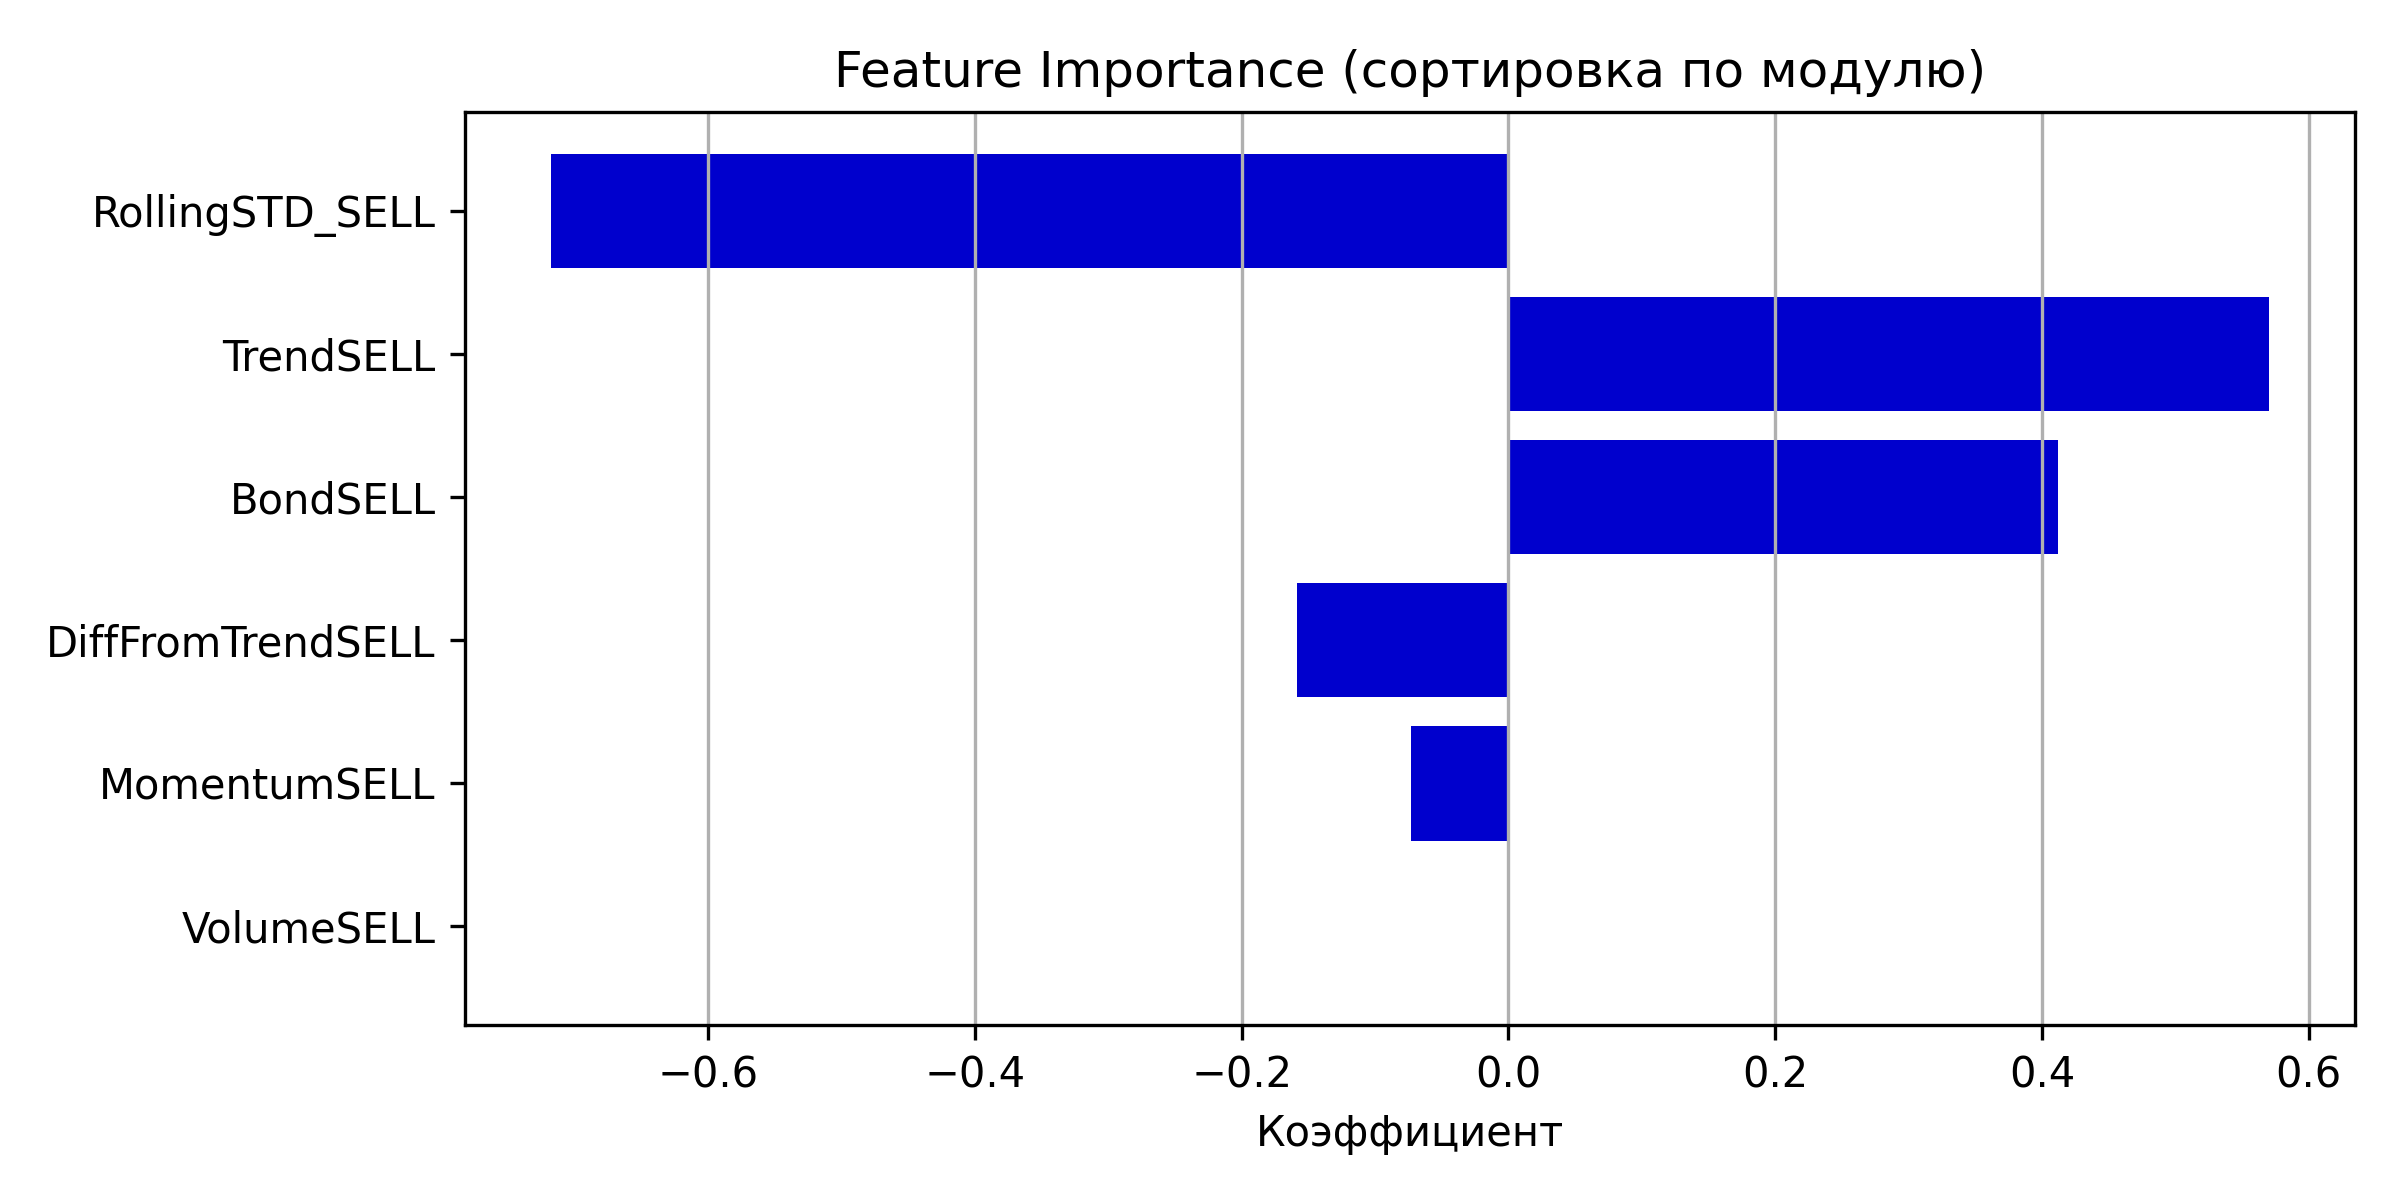 Feature Importance (сортировка по модулю)
RollingSTD_SELL
TrendSELL
BondSELL
DiffFromTrendSELL
MomentumSELL
VolumeSELL
−0.6 −0.4 −0.2 0.0 0.2 0.4 0.6
Коэффициент